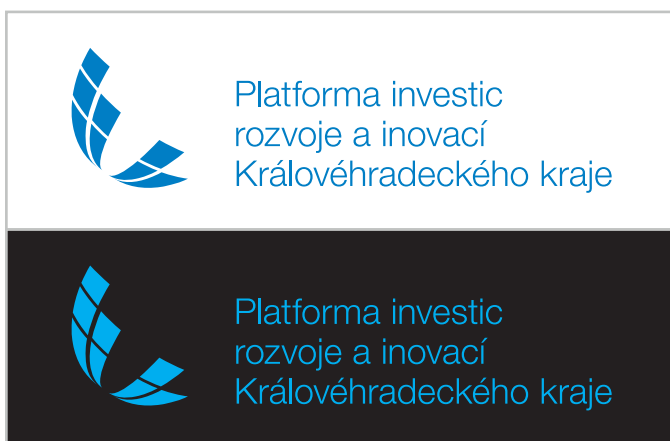 Platforma investic
rozvoje a inovací
Královéhradeckého kraje
Platforma investic
rozvoje a inovací
Královéhradeckého kraje